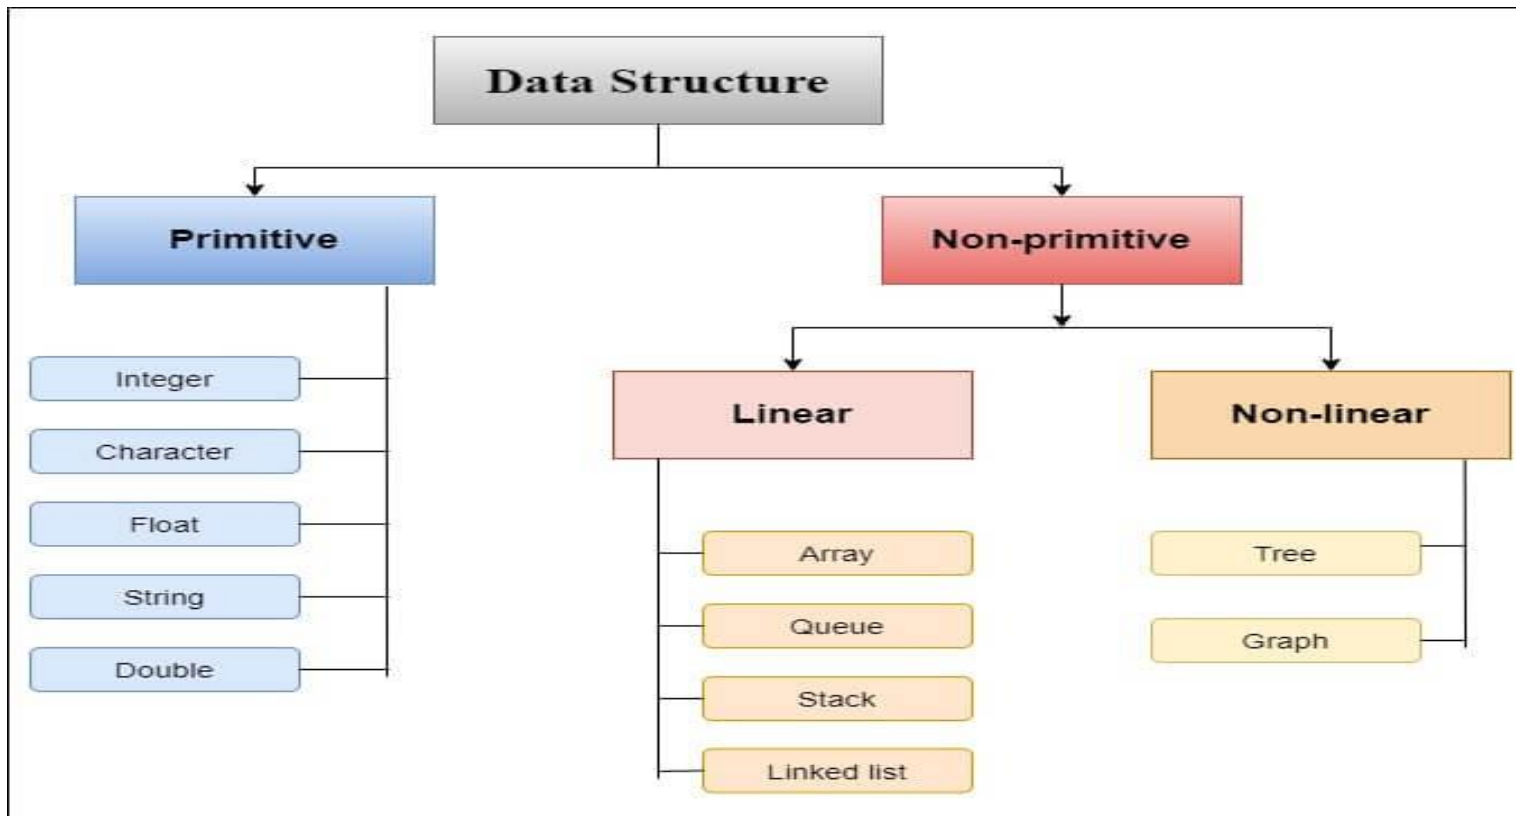 Data Structure
Primitive
Non-primitive
Integer
Character
Float
String
Double
Linear
Non-linear
Array
Queue
Stack
Linked list
Tree
Graph